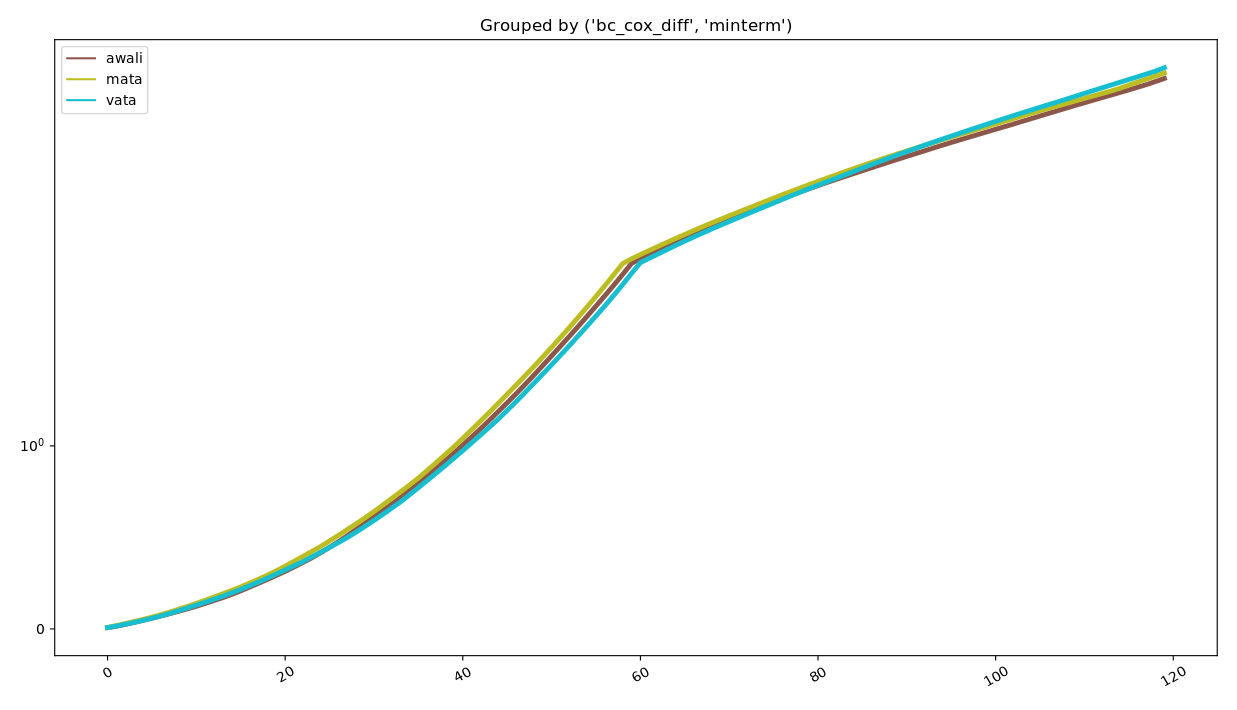 Grouped by ('bc_cox_diff', 'minterm')
awali
mata
vata
10⁰
0
0
20
40
60
80
100
120